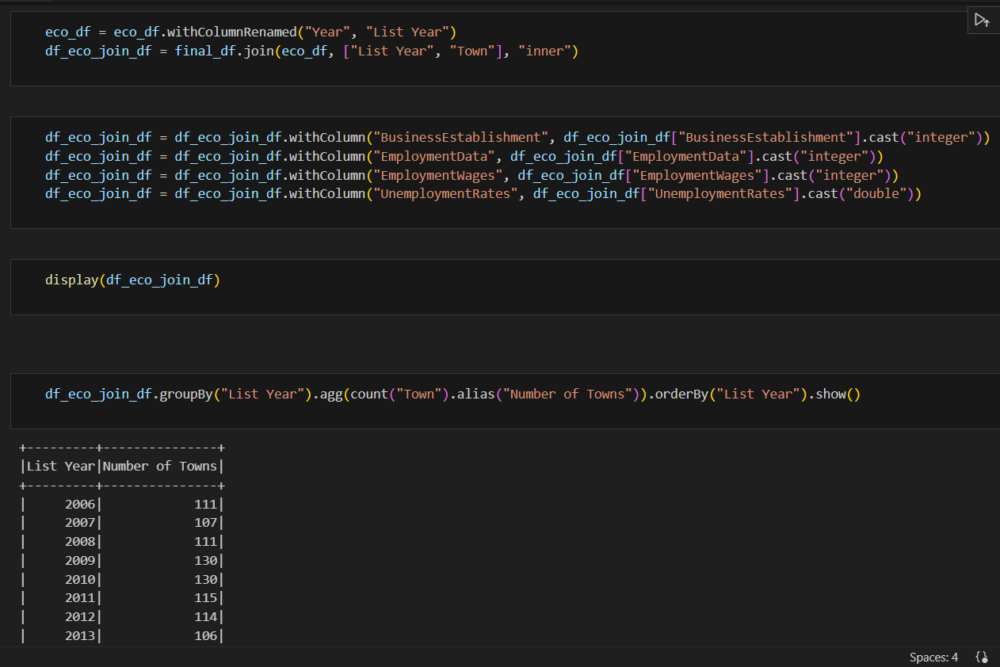 eco_df = eco_df.withColumnRenamed("Year", "List Year")
df_eco_join_df = final_df.join(eco_df, ["List Year", "Town"], "inner")
df_eco_join_df = df_eco_join_df.withColumn("BusinessEstablishment", df_eco_join_df["BusinessEstablishment"].cast("integer"))
df_eco_join_df = df_eco_join_df.withColumn("EmploymentData", df_eco_join_df["EmploymentData"].cast("integer"))
df_eco_join_df = df_eco_join_df.withColumn("EmploymentWages", df_eco_join_df["EmploymentWages"].cast("integer"))
df_eco_join_df = df_eco_join_df.withColumn("UnemploymentRates", df_eco_join_df["UnemploymentRates"].cast("double"))
display(df_eco_join_df)
df_eco_join_df.groupBy("List Year").agg(count("Town").alias("Number of Towns")).orderBy("List Year").show()
+---------+---------------+
|List Year|Number of Towns|
+---------+---------------+
|     2006|            111|
|     2007|            107|
|     2008|            111|
|     2009|            130|
|     2010|            130|
|     2011|            115|
|     2012|            114|
|     2013|            106|
Spaces: 4